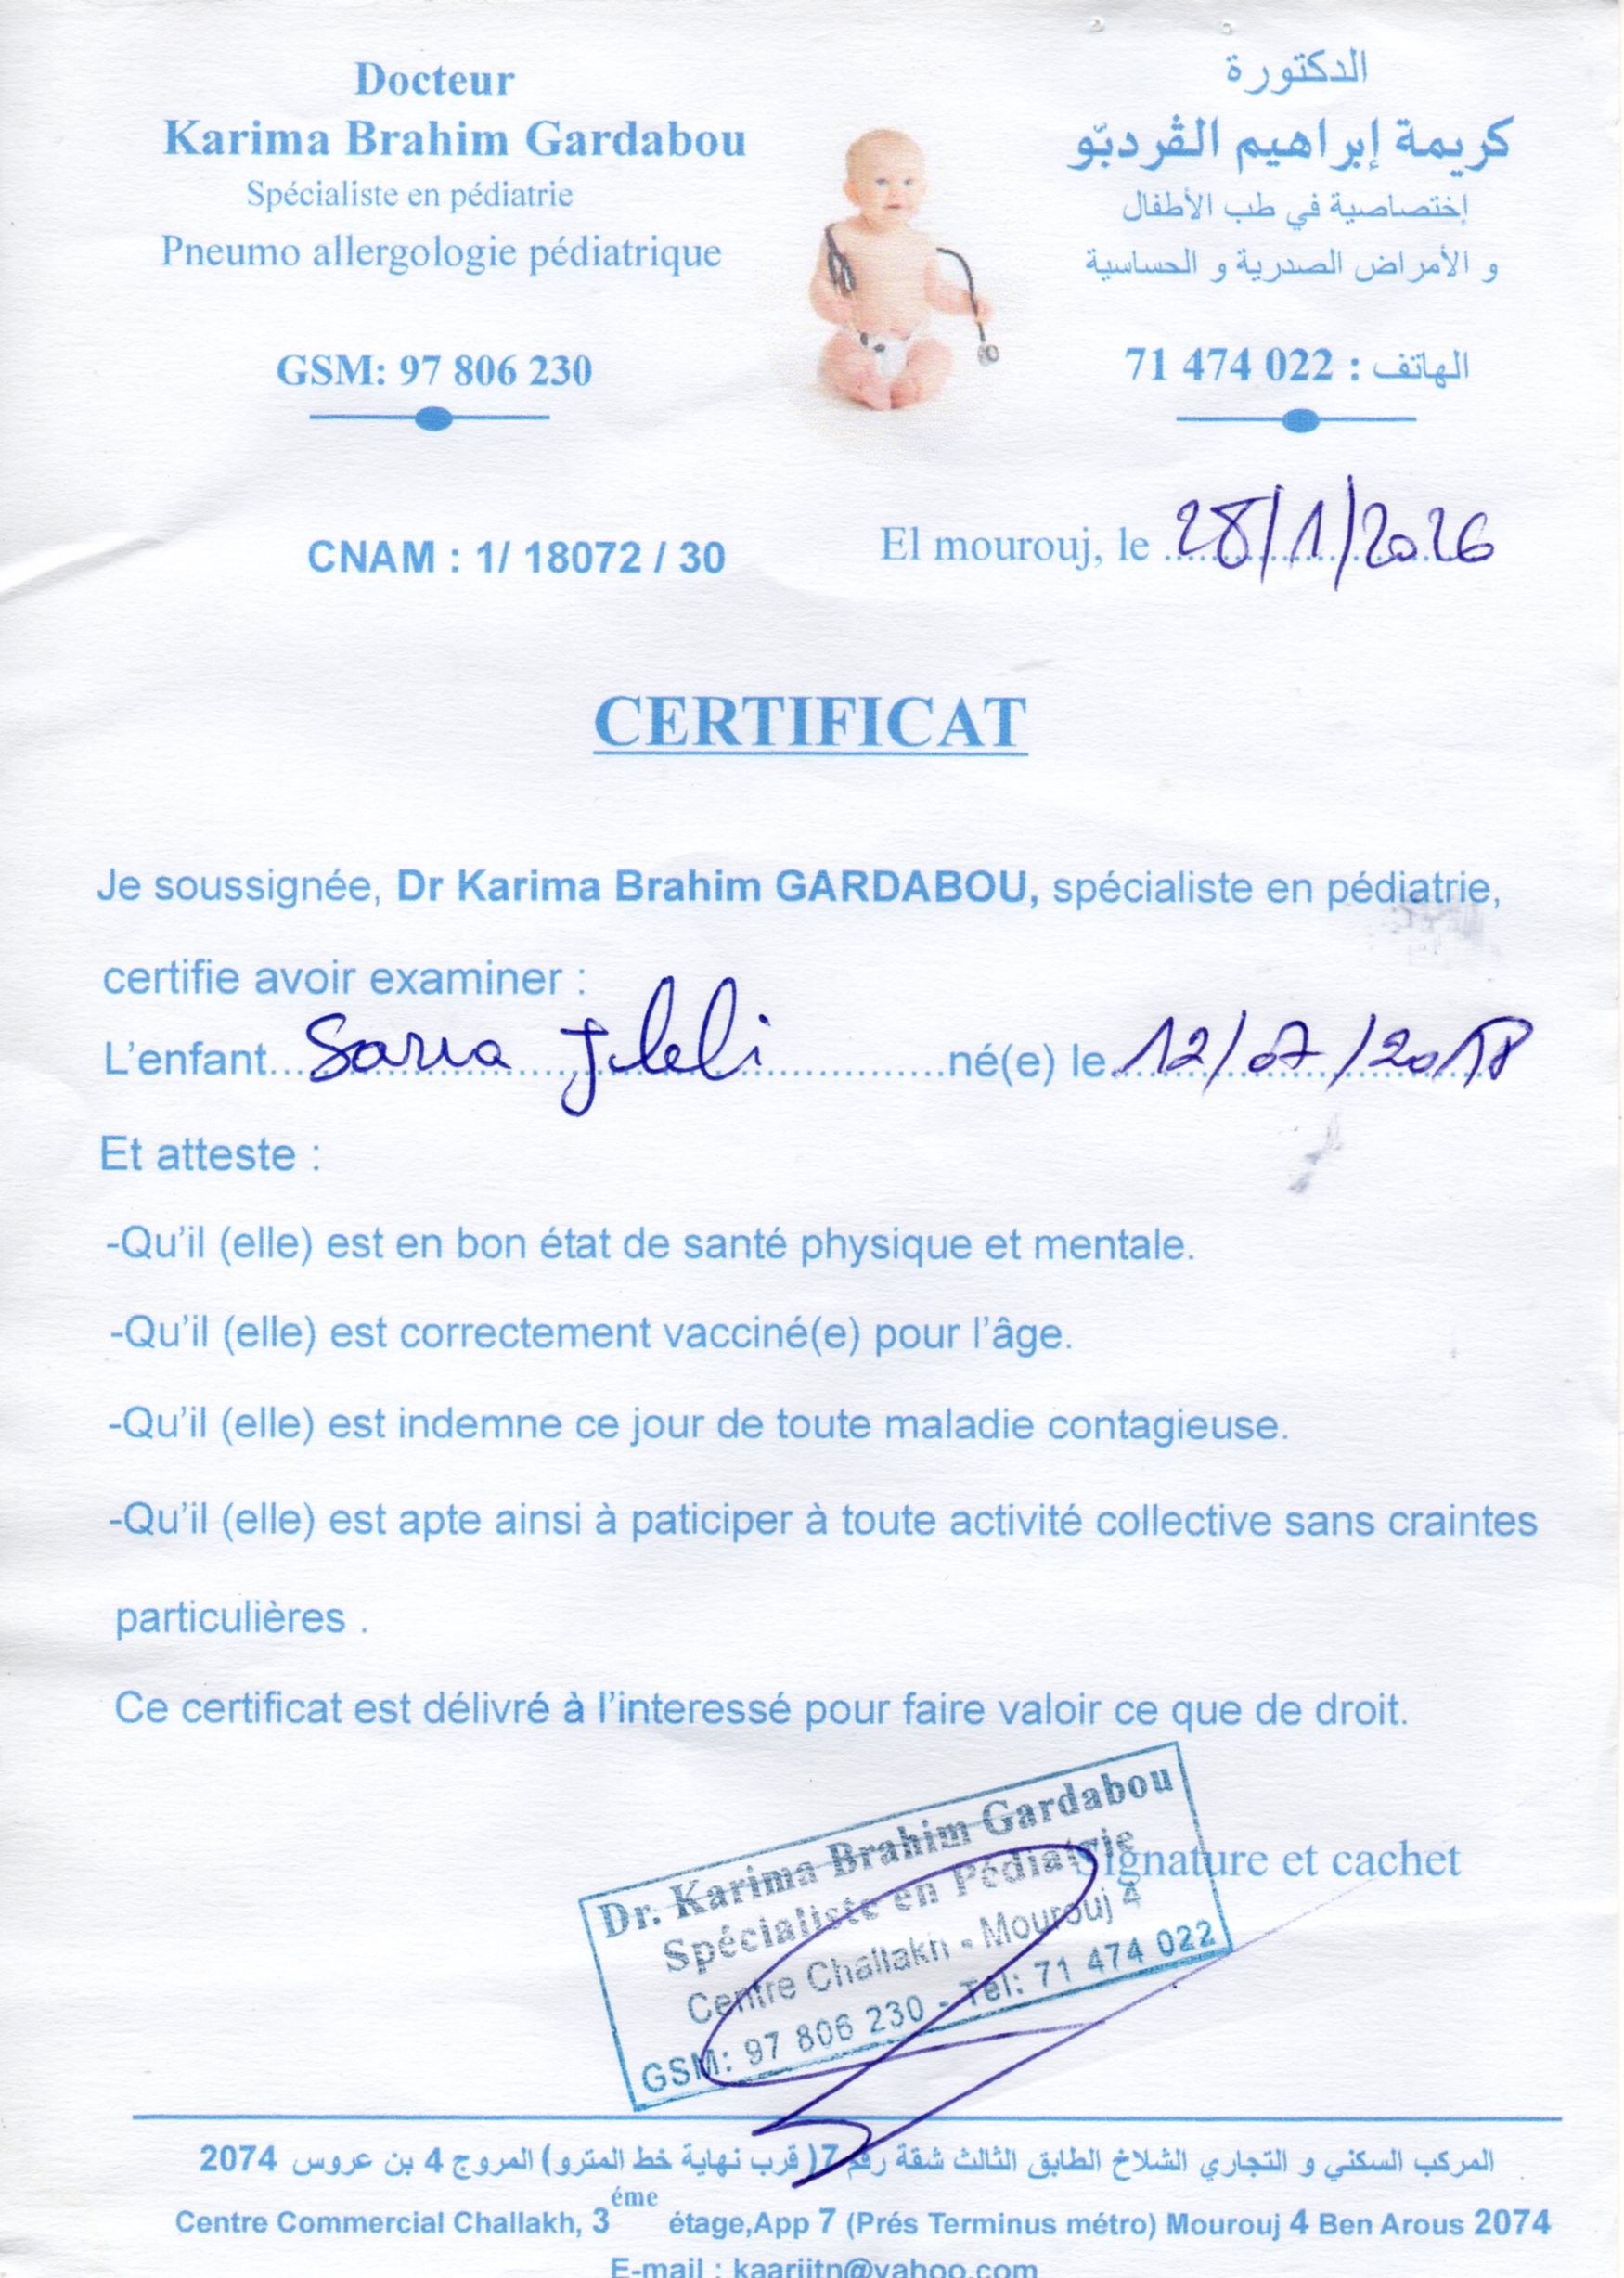 Docteur
Karima Brahim Gardabou
Spécialiste en pédiatrie
Pneumo allergologie pédiatrique
GSM: 97 806 230
الدكتورة
كريمة إبراهيم الڤردبّو
إختصاصية في طب الأطفال
و الأمراض الصدرية و الحساسية
الهاتف : 71 474 022
CNAM : 1/ 18072 / 30
El mourouj, le 28/1/2026
CERTIFICAT
Je soussignée, Dr Karima Brahim GARDABOU, spécialiste en pédiatrie,
certifie avoir examiner :
L'enfant... Sarra Jleli ...né(e) le 12/07/2018
Et atteste :
-Qu'il (elle) est en bon état de santé physique et mentale.
-Qu'il (elle) est correctement vacciné(e) pour l'âge.
-Qu'il (elle) est indemne ce jour de toute maladie contagieuse.
-Qu'il (elle) est apte ainsi à paticiper à toute activité collective sans craintes
particulières .
Ce certificat est délivré à l'interessé pour faire valoir ce que de droit.
Signature et cachet
Dr. Karima Brahim Gardabou
Spécialiste en Pédiatrie
Centre Challakh - Mourouj 4
GSM: 97 806 230 - Tél: 71 474 022
المركب السكني و التجاري الشلاخ الطابق الثالث شقة رقم 7( قرب نهاية خط المترو) المروج 4 بن عروس 2074
Centre Commercial Challakh, 3éme étage,App 7 (Prés Terminus métro) Mourouj 4 Ben Arous 2074
E-mail : kaariitn@yahoo.com